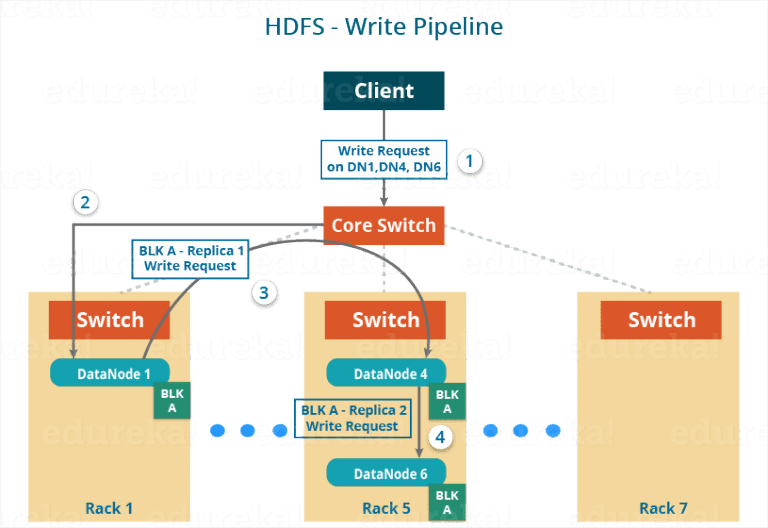 HDFS - Write Pipeline
Client
Write Request
on DN1,DN4, DN6
1
Core Switch
2
BLK A - Replica 1
Write Request
3
Switch
Switch
Switch
DataNode 1
BLK
A
DataNode 4
BLK
A
BLK A - Replica 2
Write Request
4
DataNode 6
BLK
A
Rack 1
Rack 5
Rack 7
edureka!